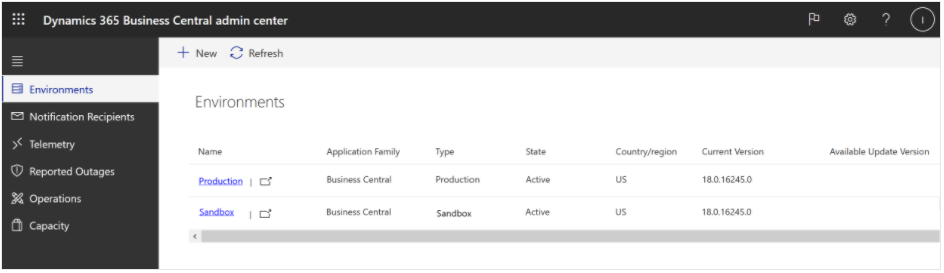 Dynamics 365 Business Central admin center
?
I
+ New Refresh
Environments
Notification Recipients
Telemetry
Reported Outages
Operations
Capacity
Environments
Name Application Family Type State Country/region Current Version Available Update Version
Production | Business Central Production Active US 18.0.16245.0
Sandbox | Business Central Sandbox Active US 18.0.16245.0